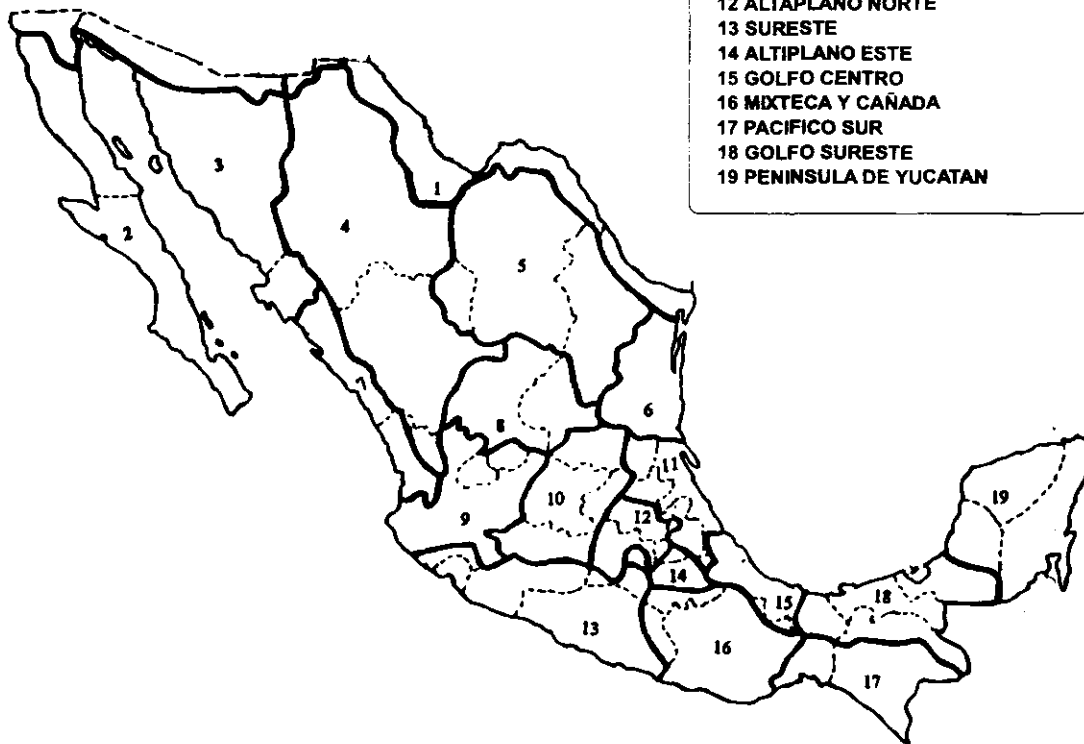 12 ALTAPLANO NORTE
13 SURESTE
14 ALTIPLANO ESTE
15 GOLFO CENTRO
16 MIXTECA Y CAÑADA
17 PACIFICO SUR
18 GOLFO SURESTE
19 PENINSULA DE YUCATAN
3
1
4
2
5
7
6
8
11
19
10
9
12
14
15
18
13
16
17